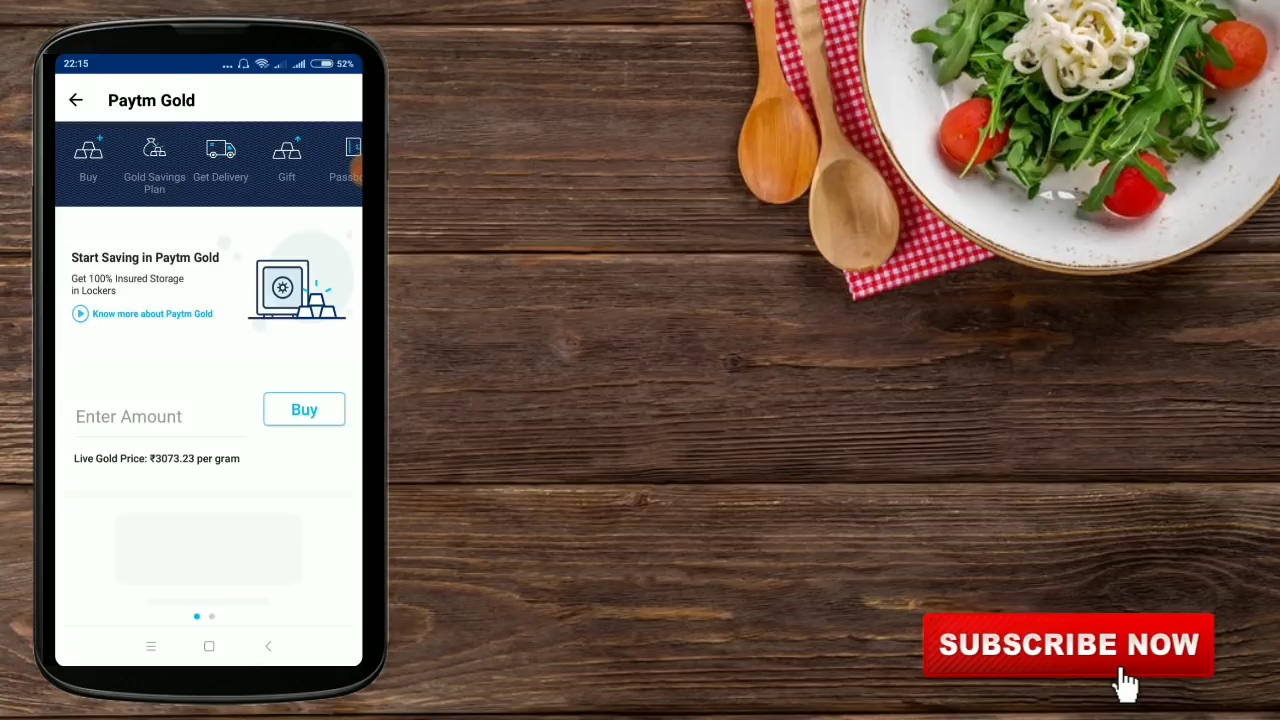 22:15
52%
Paytm Gold
Buy
Gold Savings
Plan
Get Delivery
Gift
Start Saving in Paytm Gold
Get 100% Insured Storage
in Lockers
Know more about Paytm Gold
Enter Amount
Buy
Live Gold Price: ₹3073.23 per gram
SUBSCRIBE NOW